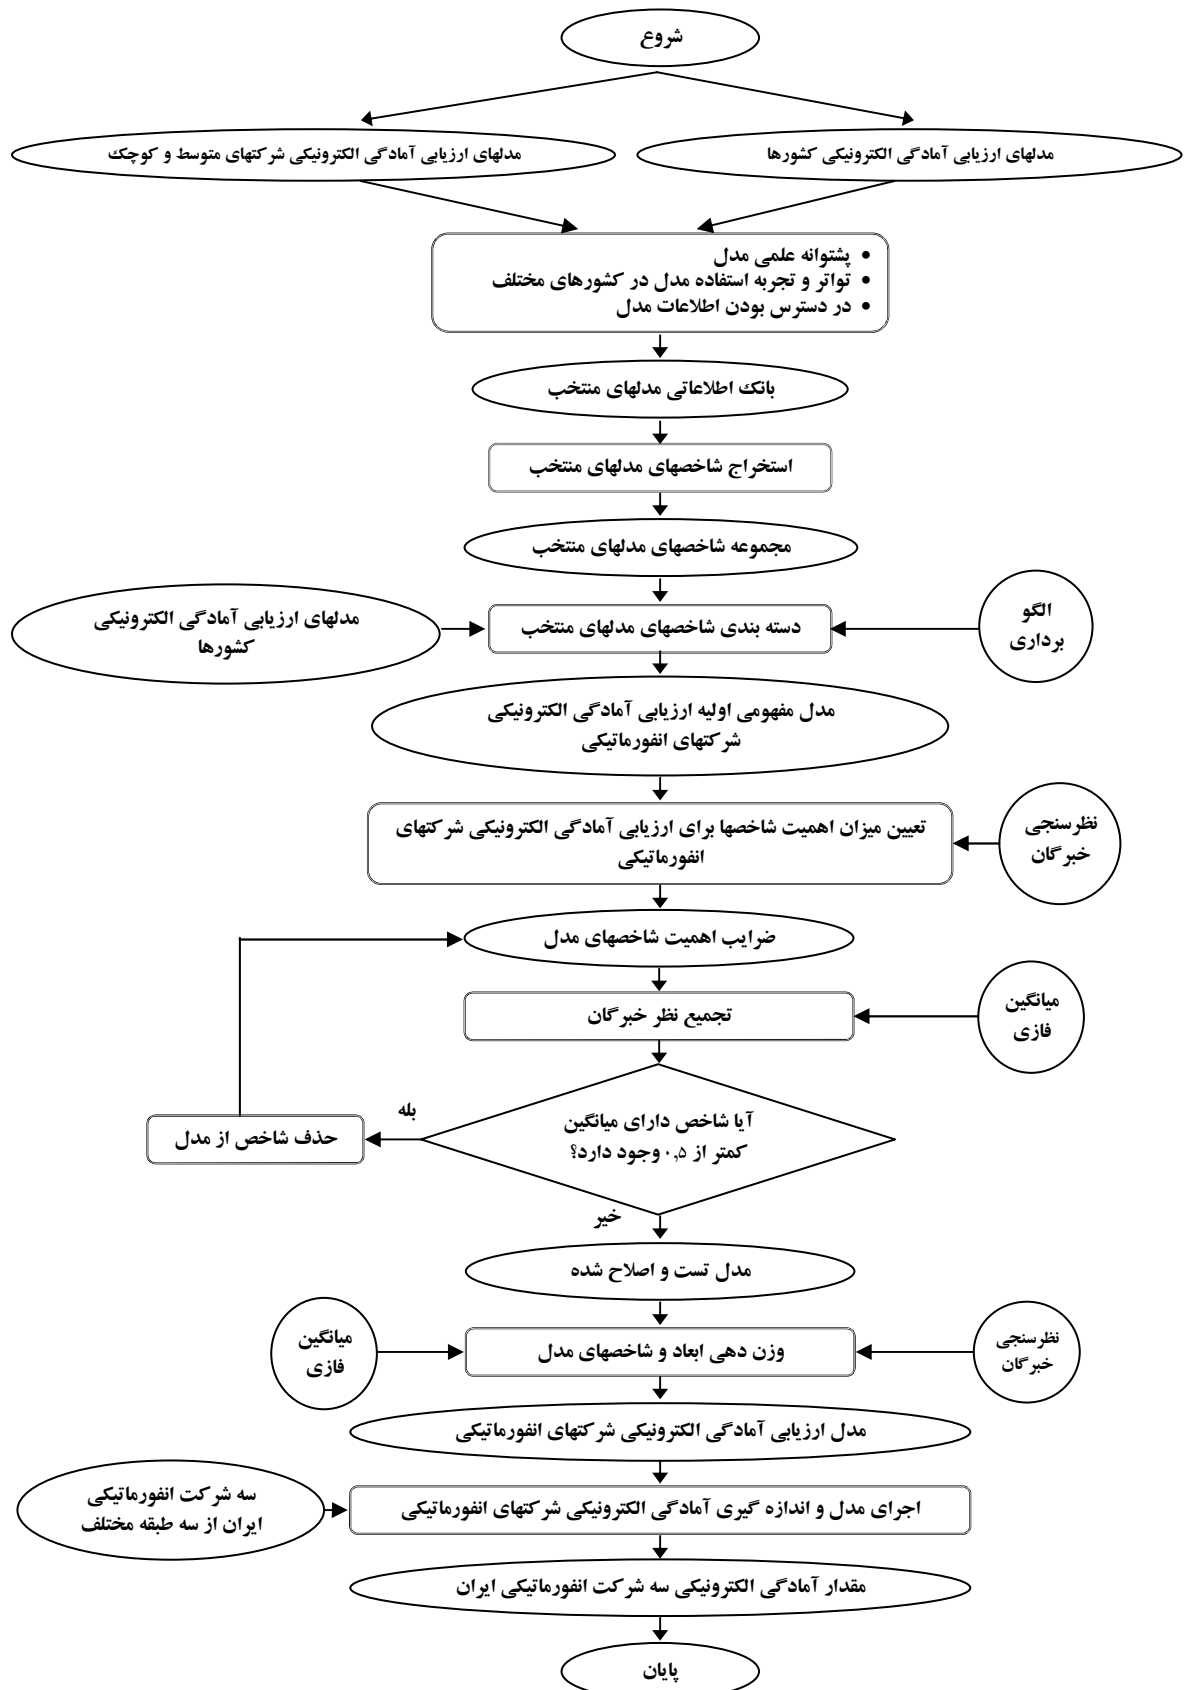 شروع
مدلهای ارزیابی آمادگی الکترونیکی کشورها
مدلهای ارزیابی آمادگی الکترونیکی شرکتهای متوسط و کوچک
• پشتوانه علمی مدل
• تواتر و تجربه استفاده مدل در کشورهای مختلف
• در دسترس بودن اطلاعات مدل
بانک اطلاعاتی مدلهای منتخب
استخراج شاخصهای مدلهای منتخب
مجموعه شاخصهای مدلهای منتخب
الگو
برداری
دسته بندی شاخصهای مدلهای منتخب
مدلهای ارزیابی آمادگی الکترونیکی
کشورها
مدل مفهومی اولیه ارزیابی آمادگی الکترونیکی
شرکتهای انفورماتیکی
نظرسنجی
خبرگان
تعیین میزان اهمیت شاخصها برای ارزیابی آمادگی الکترونیکی شرکتهای
انفورماتیکی
ضرایب اهمیت شاخصهای مدل
میانگین
فازی
تجمیع نظر خبرگان
آیا شاخص دارای میانگین
کمتر از ۰,۵ وجود دارد؟
بله
حذف شاخص از مدل
خیر
مدل تست و اصلاح شده
نظرسنجی
خبرگان
وزن دهی ابعاد و شاخصهای مدل
میانگین
فازی
مدل ارزیابی آمادگی الکترونیکی شرکتهای انفورماتیکی
اجرای مدل و اندازه گیری آمادگی الکترونیکی شرکتهای انفورماتیکی
سه شرکت انفورماتیکی
ایران از سه طبقه مختلف
مقدار آمادگی الکترونیکی سه شرکت انفورماتیکی ایران
پایان